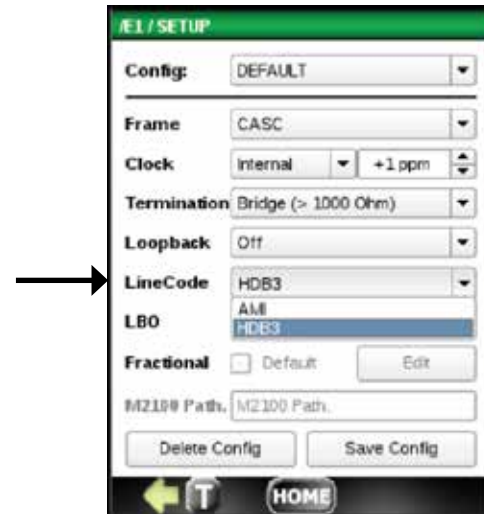 /E1 / SETUP
Config: DEFAULT
Frame CASC
Clock Internal +1 ppm
Termination Bridge (> 1000 Ohm)
Loopback Off
LineCode HDB3
AMI
LBO HDB3
Fractional Default Edit
M2100 Path. M2100 Path.
Delete Config Save Config
T HOME